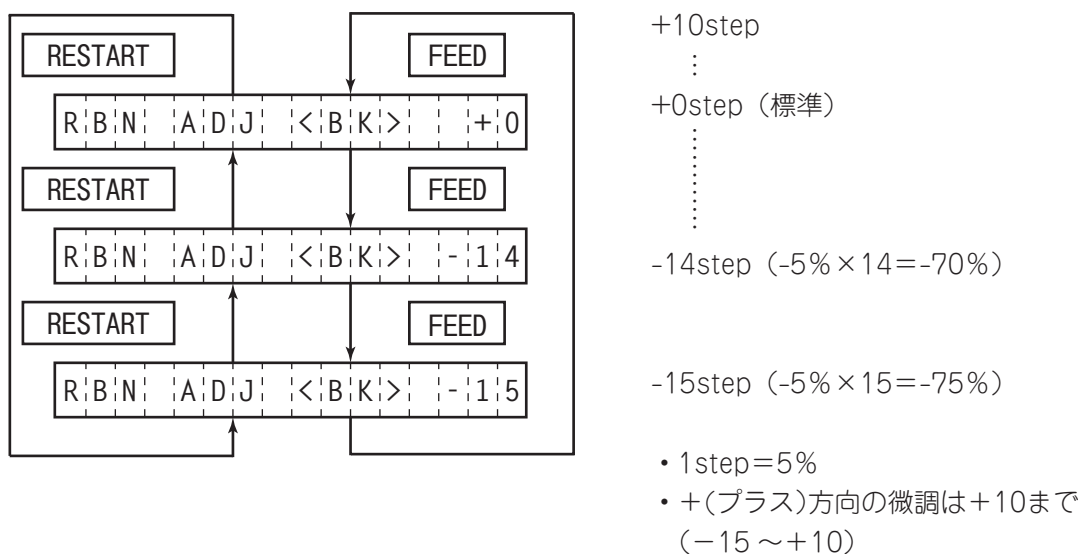 +10step
RESTART FEED
⋮
RBN ADJ <BK> +0
+0step（標準）
RESTART FEED
RBN ADJ <BK> -14
-14step（-5%×14=-70%）
RESTART FEED
RBN ADJ <BK> -15
-15step（-5%×15=-75%）
・1step=5%
・+(プラス)方向の微調は+10まで
（－15～+10）